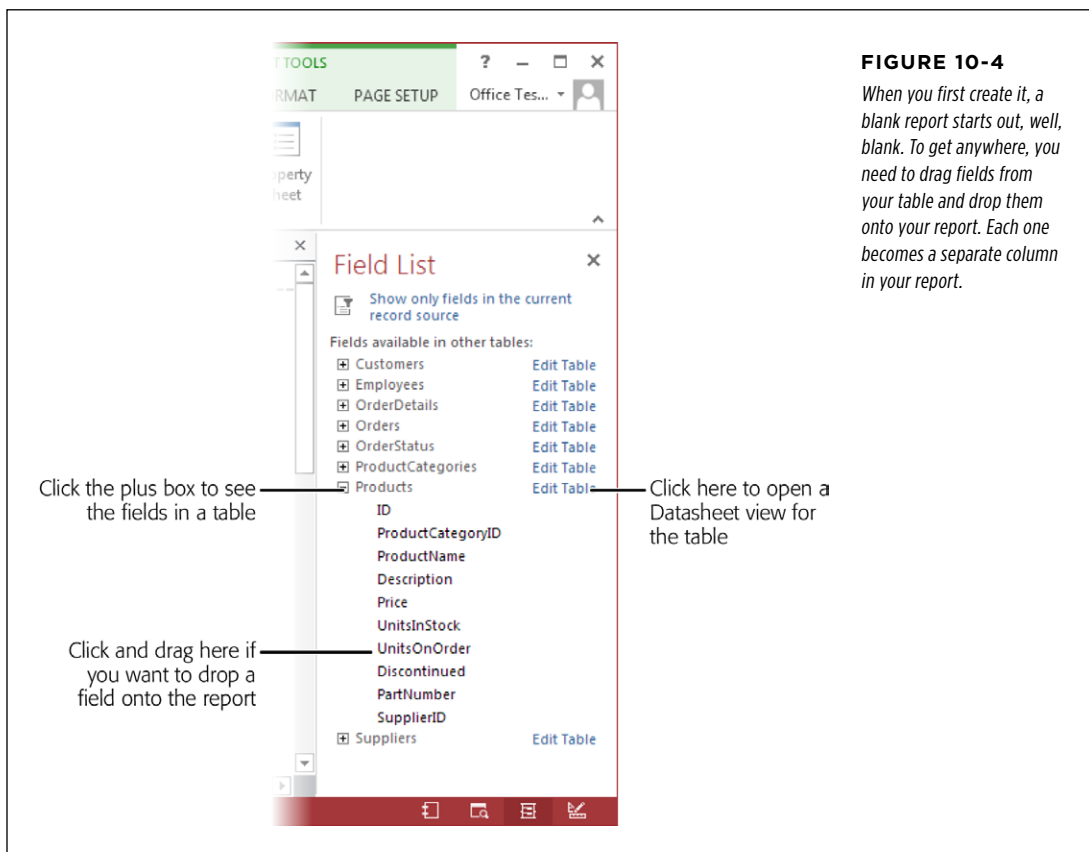 T TOOLS
?
RMAT PAGE SETUP Office Tes...
perty
heet
Field List
Show only fields in the current
record source
Fields available in other tables:
Customers Edit Table
Employees Edit Table
OrderDetails Edit Table
Orders Edit Table
OrderStatus Edit Table
ProductCategories Edit Table
Products Edit Table
ID
ProductCategoryID
ProductName
Description
Price
UnitsInStock
UnitsOnOrder
Discontinued
PartNumber
SupplierID
Suppliers Edit Table
Click the plus box to see
the fields in a table
Click here to open a
Datasheet view for
the table
Click and drag here if
you want to drop a
field onto the report
FIGURE 10-4
When you first create it, a
blank report starts out, well,
blank. To get anywhere, you
need to drag fields from
your table and drop them
onto your report. Each one
becomes a separate column
in your report.